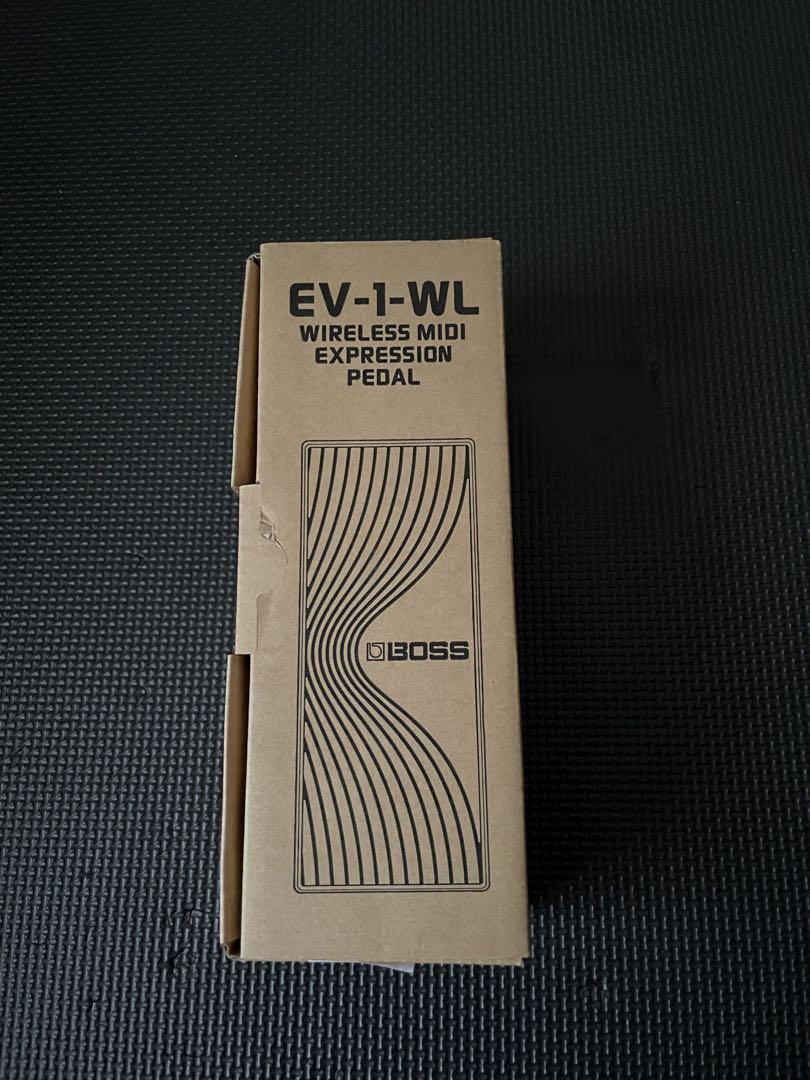 EV-1-WL
WIRELESS MIDI
EXPRESSION
PEDAL
BOSS